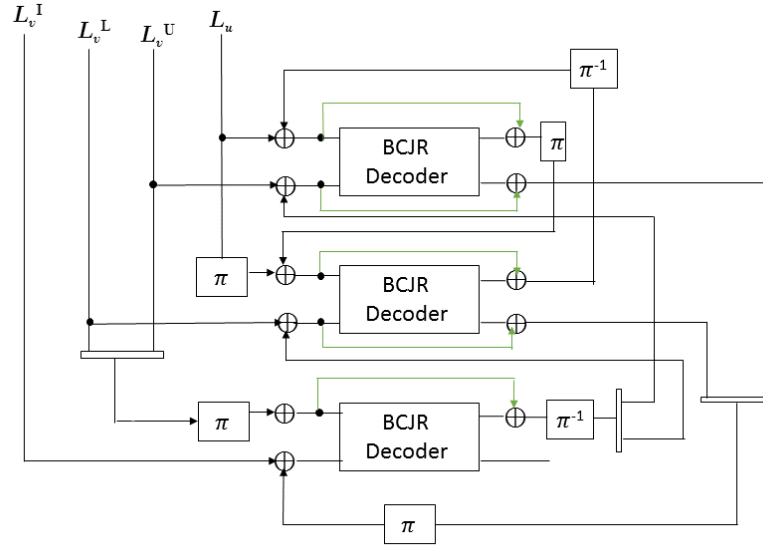 L_v^I
L_v^L
L_v^U
L_u
π⁻¹
BCJR
Decoder
π
π
BCJR
Decoder
π
BCJR
Decoder
π⁻¹
π